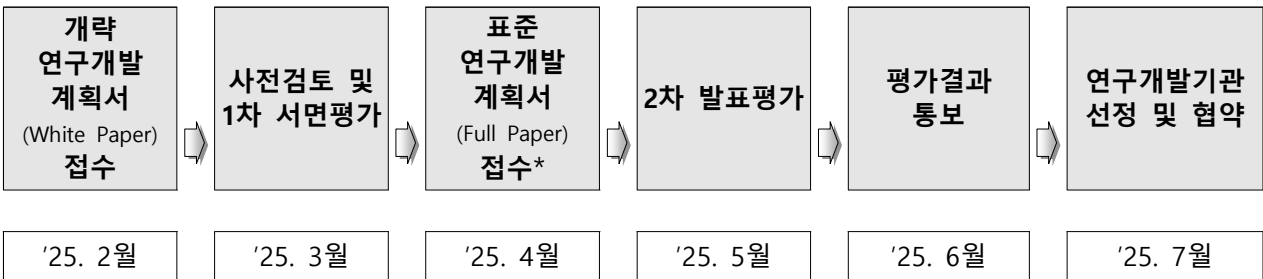 개략
연구개발
계획서
(White Paper)
접수
사전검토 및
1차 서면평가
표준
연구개발
계획서
(Full Paper)
접수*
2차 발표평가
평가결과
통보
연구개발기관
선정 및 협약
'25. 2월
'25. 3월
'25. 4월
'25. 5월
'25. 6월
'25. 7월